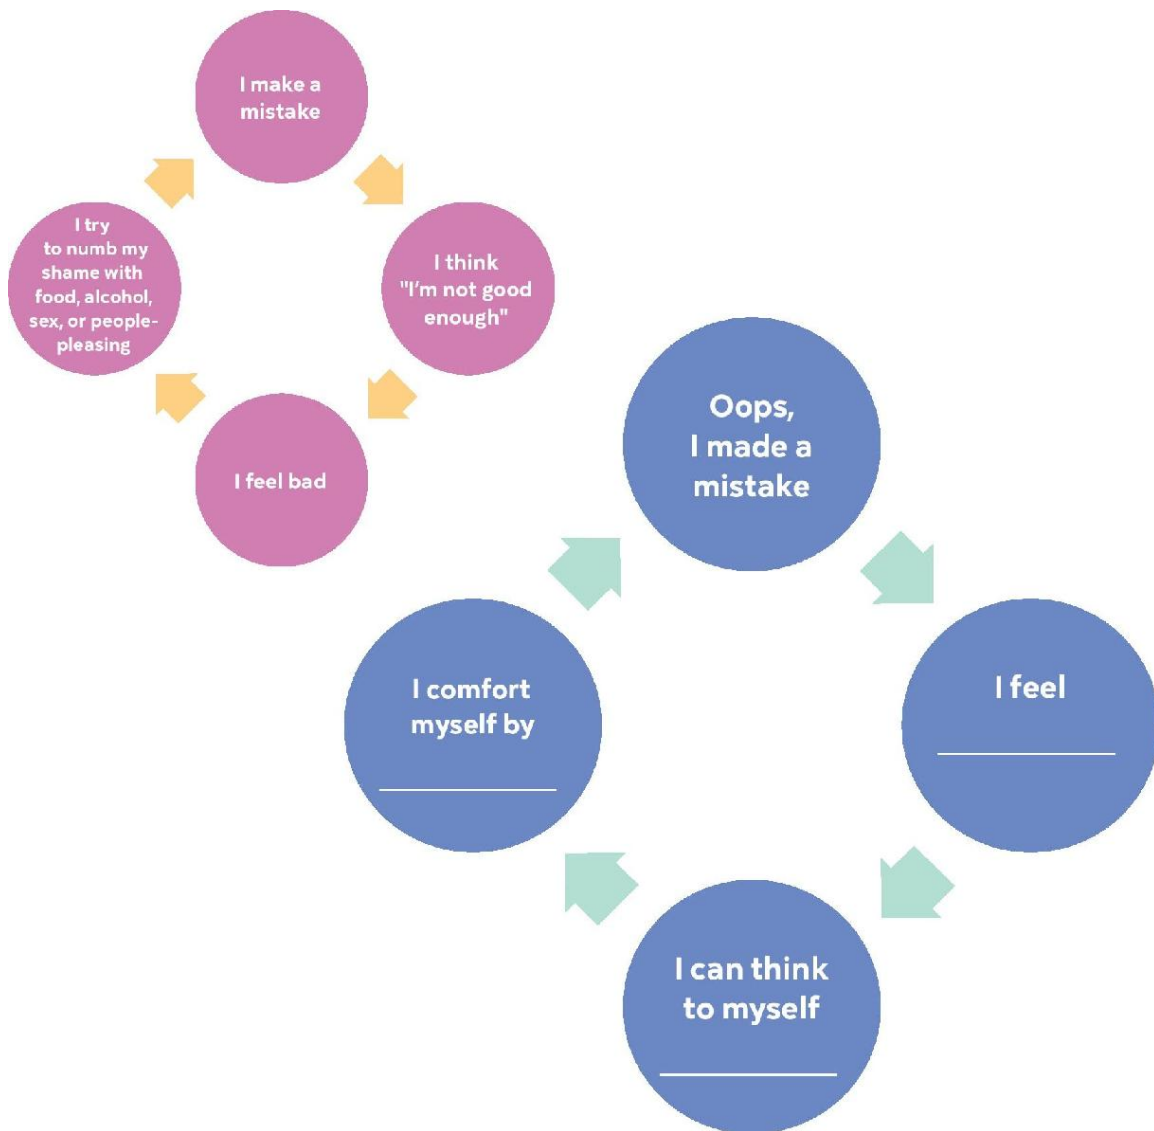 I make a
mistake
I think
"I'm not good
enough"
I feel bad
I try
to numb my
shame with
food, alcohol,
sex, or people-
pleasing
Oops,
I made a
mistake
I feel
I can think
to myself
I comfort
myself by